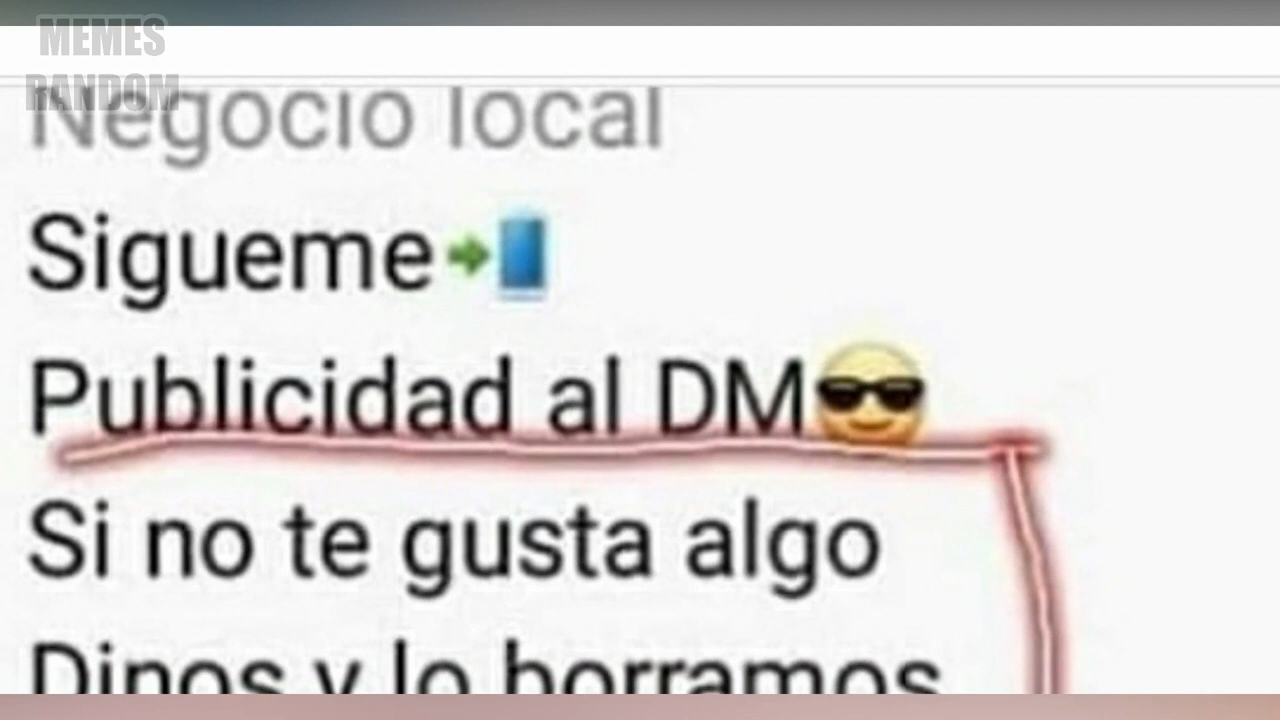 MEMES
RANDOM
Negocio local
Sigueme➡📱
Publicidad al DM😎
Si no te gusta algo
Dinos y lo borramos